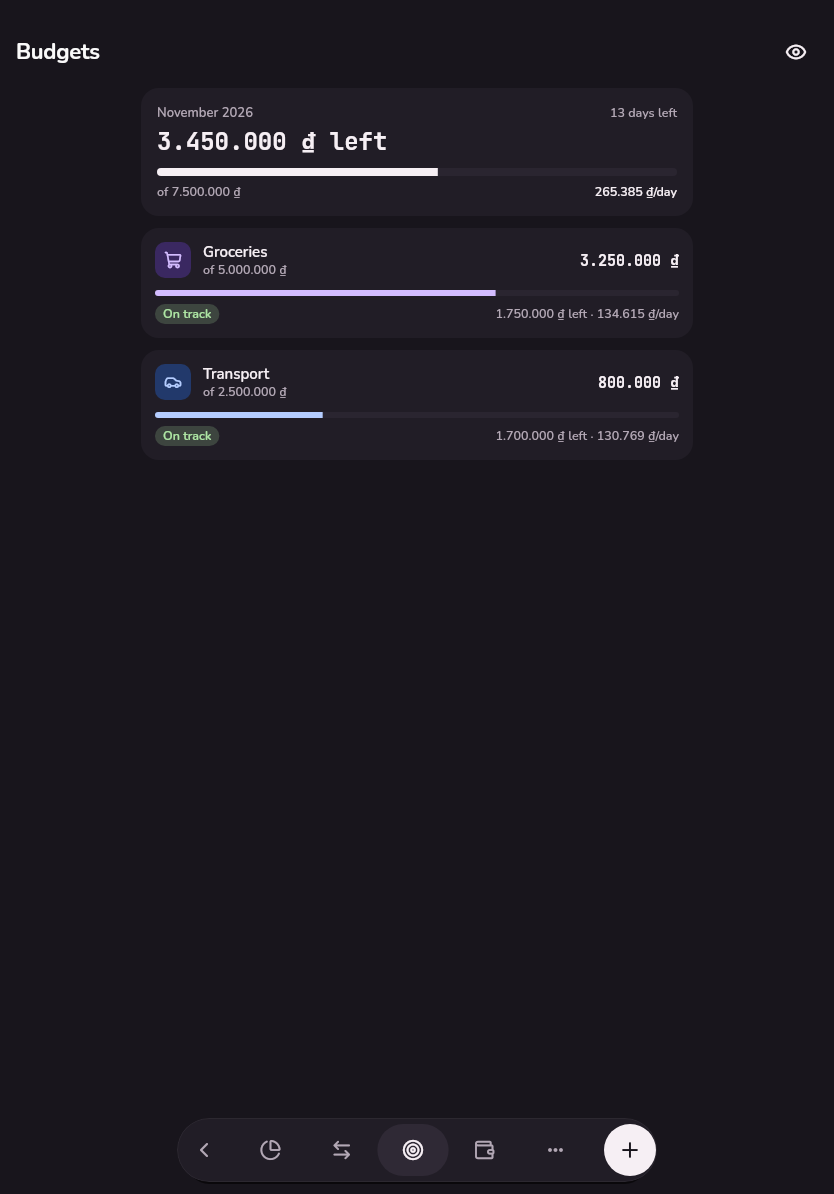 Budgets
November 2026
13 days left
3.450.000 ₫ left
of 7.500.000 ₫
265.385 ₫/day
Groceries
of 5.000.000 ₫
3.250.000 ₫
On track
1.750.000 ₫ left · 134.615 ₫/day
Transport
of 2.500.000 ₫
800.000 ₫
On track
1.700.000 ₫ left · 130.769 ₫/day